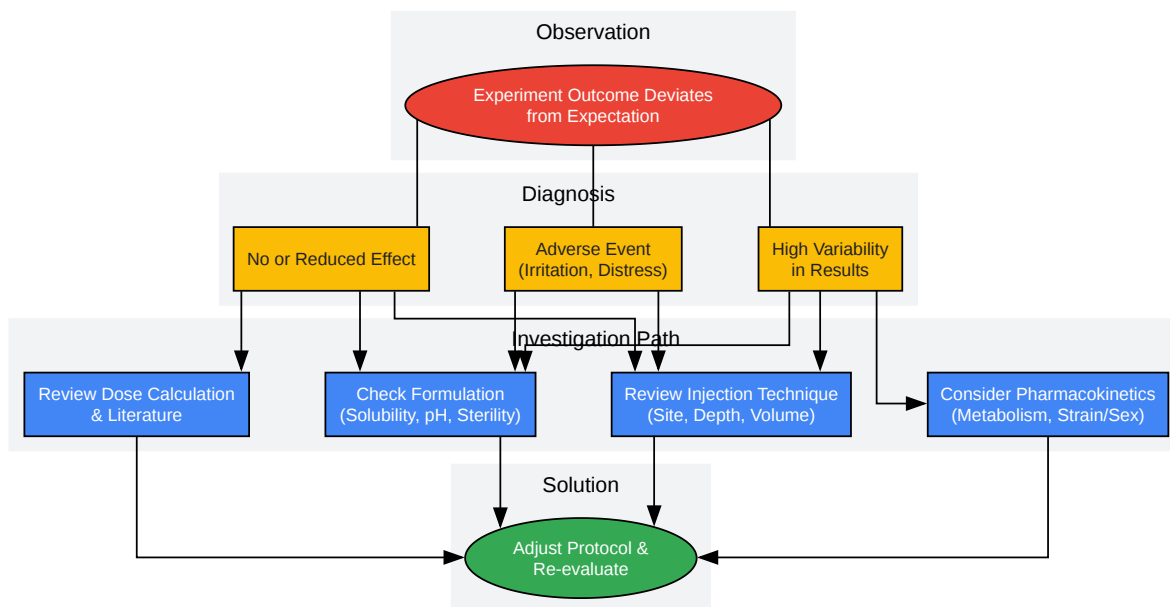 Observation
Experiment Outcome Deviates
from Expectation
Diagnosis
No or Reduced Effect
Adverse Event
(Irritation, Distress)
High Variability
in Results
Investigation Path
Review Dose Calculation
& Literature
Check Formulation
(Solubility, pH, Sterility)
Review Injection Technique
(Site, Depth, Volume)
Consider Pharmacokinetics
(Metabolism, Strain/Sex)
Solution
Adjust Protocol &
Re-evaluate